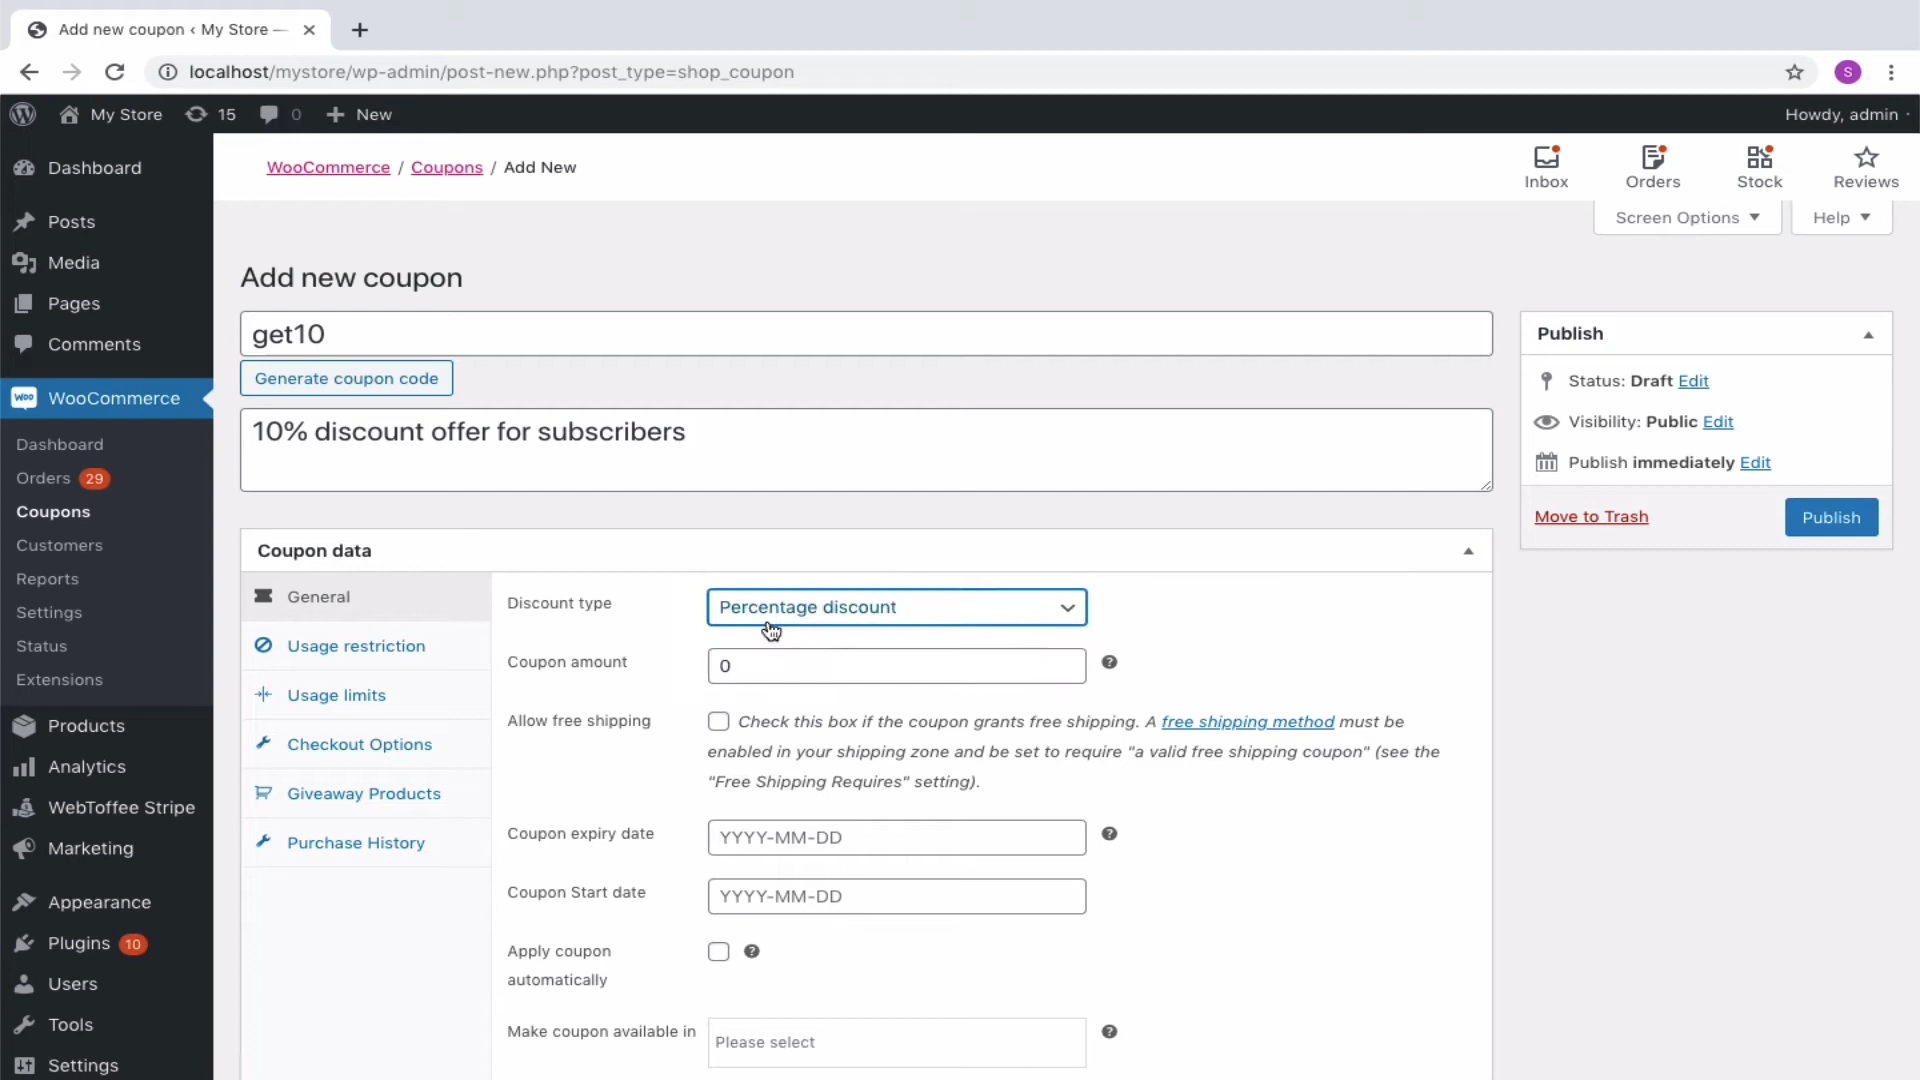 Add new coupon ‹ My Store —
localhost/mystore/wp-admin/post-new.php?post_type=shop_coupon
S
My Store 15 0 New
Howdy, admin
Dashboard
Posts
Media
Pages
Comments
WooCommerce
Dashboard
Orders 29
Coupons
Customers
Reports
Settings
Status
Extensions
Products
Analytics
WebToffee Stripe
Marketing
Appearance
Plugins 10
Users
Tools
Settings
WooCommerce / Coupons / Add New
Inbox
Orders
Stock
Reviews
Screen Options
Help
Add new coupon
get10
Generate coupon code
10% discount offer for subscribers
Coupon data
General
Usage restriction
Usage limits
Checkout Options
Giveaway Products
Purchase History
Discount type
Percentage discount
Coupon amount
0
Allow free shipping
Check this box if the coupon grants free shipping. A free shipping method must be
enabled in your shipping zone and be set to require "a valid free shipping coupon" (see the
"Free Shipping Requires" setting).
Coupon expiry date
YYYY-MM-DD
Coupon Start date
YYYY-MM-DD
Apply coupon
automatically
Make coupon available in
Please select
Publish
Status: Draft Edit
Visibility: Public Edit
Publish immediately Edit
Move to Trash
Publish